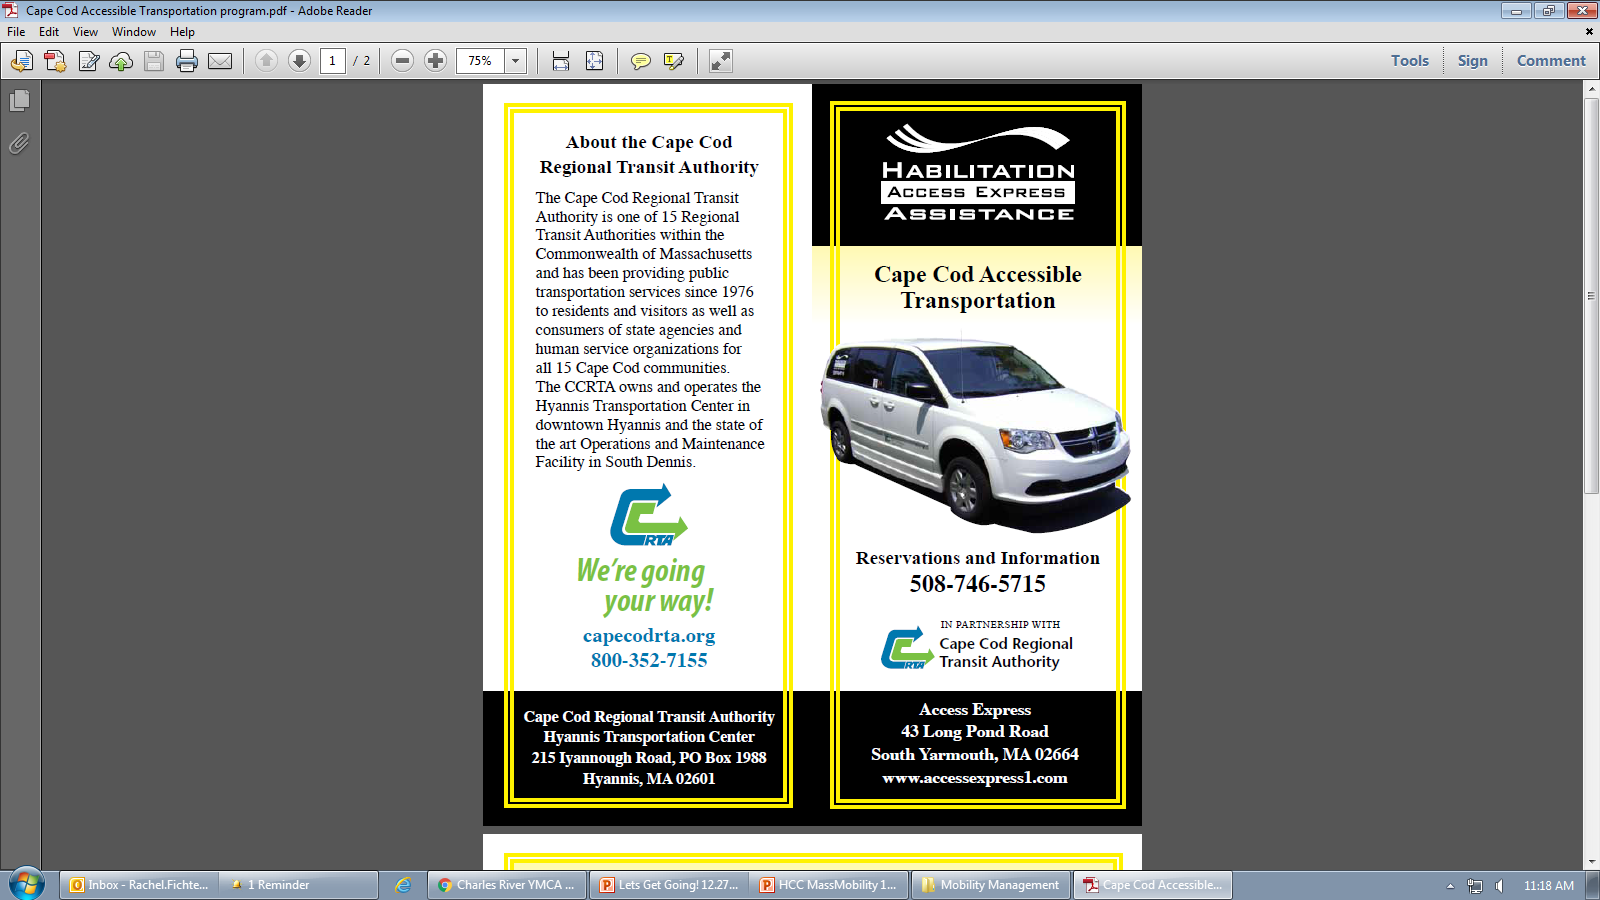 Cape Cod Accessible Transportation program.pdf - Adobe Reader
File Edit View Window Help
1 / 2 75% Tools Sign Comment
About the Cape Cod
Regional Transit Authority
The Cape Cod Regional Transit
Authority is one of 15 Regional
Transit Authorities within the
Commonwealth of Massachusetts
and has been providing public
transportation services since 1976
to residents and visitors as well as
consumers of state agencies and
human service organizations for
all 15 Cape Cod communities.
The CCRTA owns and operates the
Hyannis Transportation Center in
downtown Hyannis and the state of
the art Operations and Maintenance
Facility in South Dennis.
CCRTA
We're going
your way!
capecodrta.org
800-352-7155
Cape Cod Regional Transit Authority
Hyannis Transportation Center
215 Iyannough Road, PO Box 1988
Hyannis, MA 02601
HABILITATION
ACCESS EXPRESS
ASSISTANCE
Cape Cod Accessible
Transportation
Reservations and Information
508-746-5715
IN PARTNERSHIP WITH
CCRTA
Cape Cod Regional
Transit Authority
Access Express
43 Long Pond Road
South Yarmouth, MA 02664
www.accessexpress1.com
Inbox - Rachel.Fichte... 1 Reminder Charles River YMCA ... Lets Get Going! 12.27... HCC MassMobility 1... Mobility Management Cape Cod Accessible... 11:18 AM